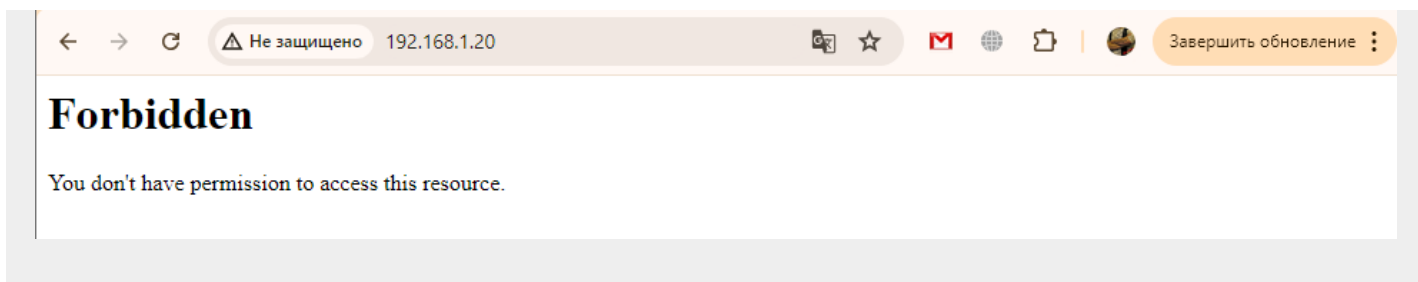 Не защищено 192.168.1.20 Завершить обновление
Forbidden
You don't have permission to access this resource.